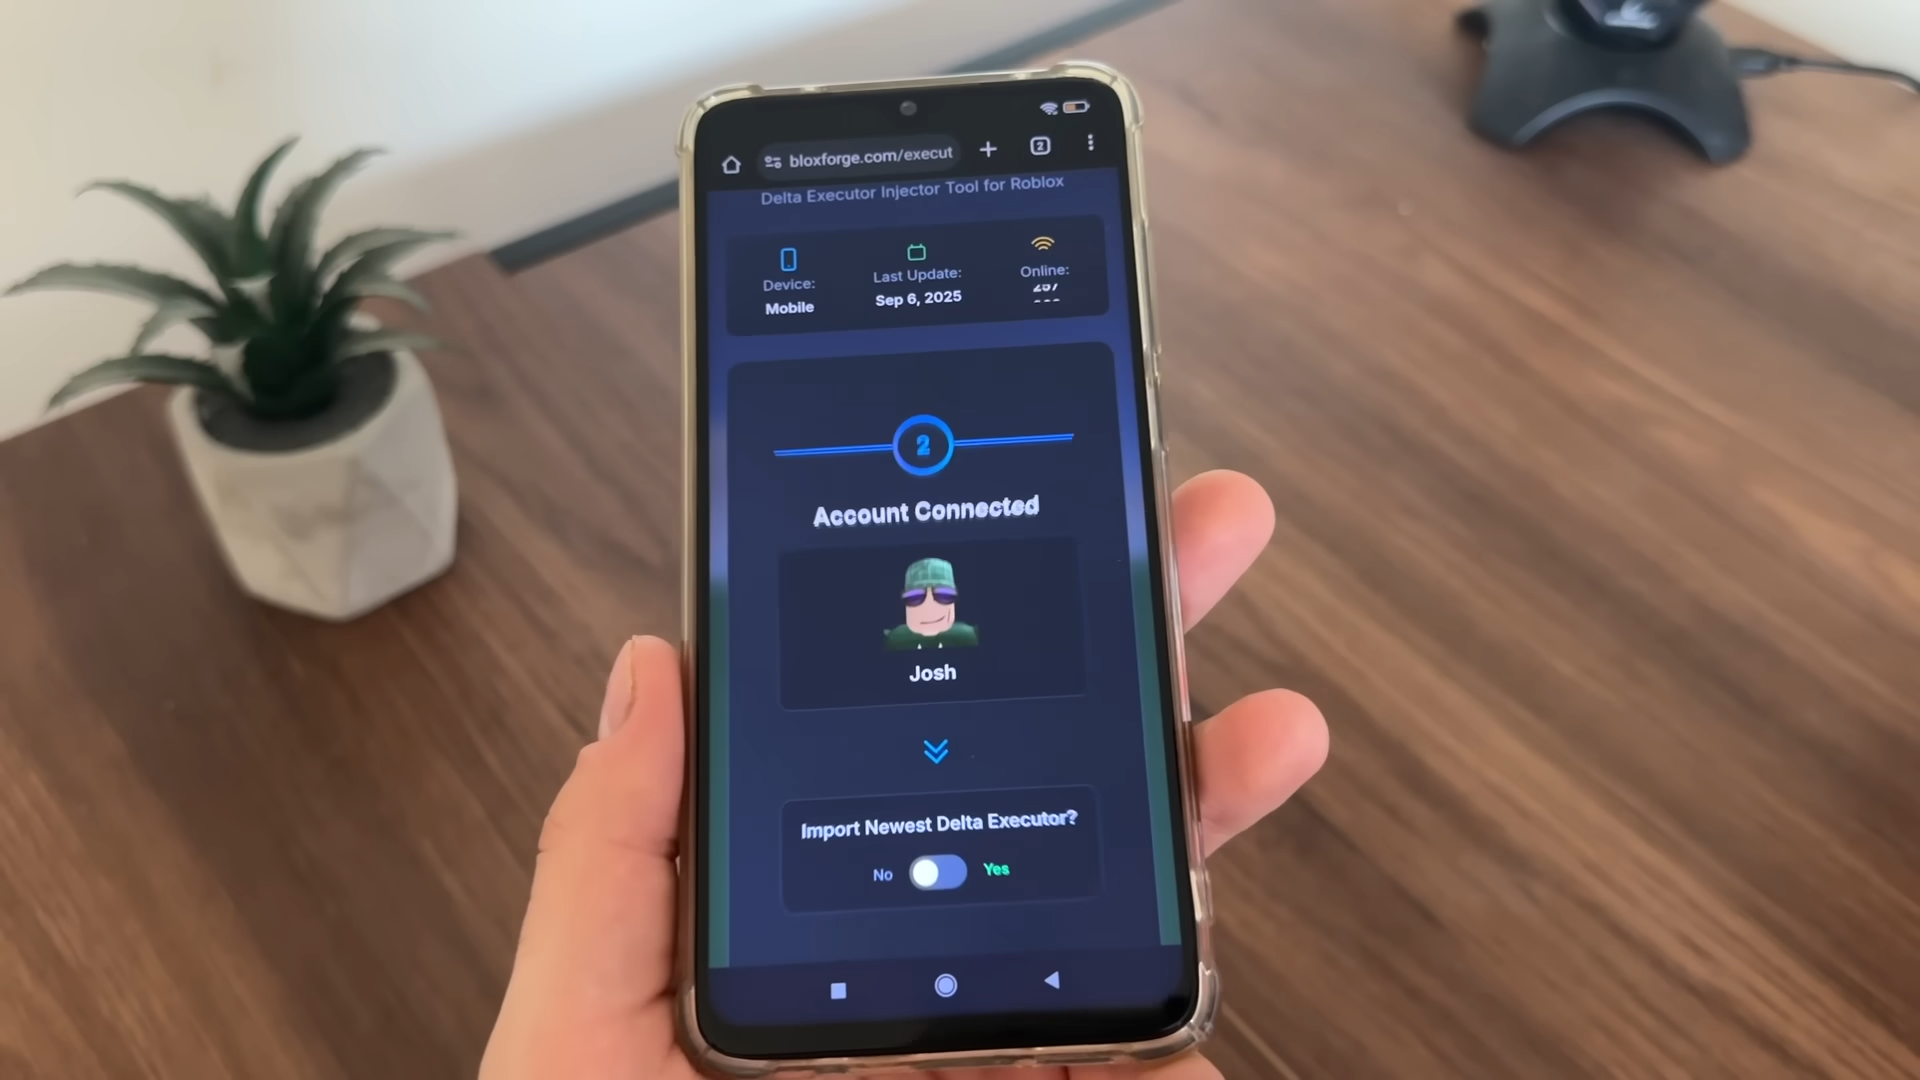 2
bloxforge.com/execut
Delta Executor Injector Tool for Roblox
Device:
Mobile
Last Update:
Sep 6, 2025
Online:
2
Account Connected
Josh
Import Newest Delta Executor?
No
Yes